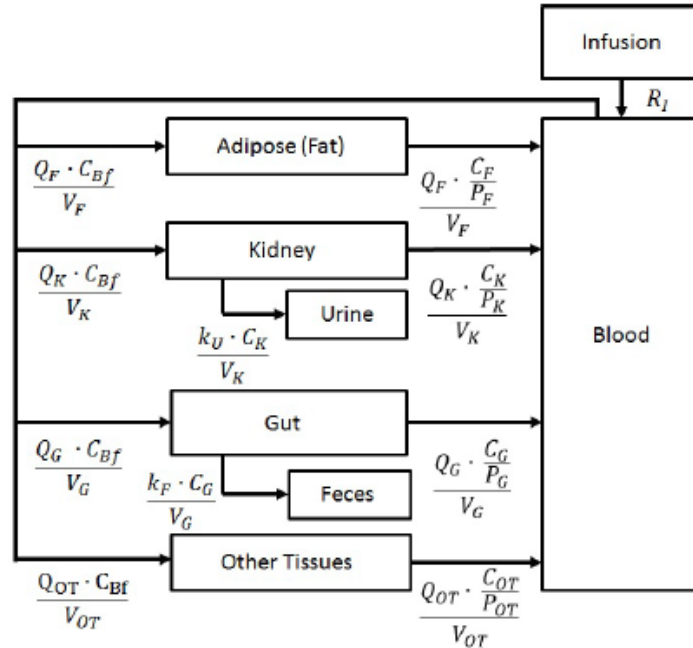 Infusion
R_I
Adipose (Fat)
Q_F · C_Bf
V_F
Q_F · C_F
P_F
V_F
Kidney
Q_K · C_Bf
V_K
Q_K · C_K
P_K
V_K
Urine
k_U · C_K
V_K
Blood
Gut
Q_G · C_Bf
V_G
Q_G · C_G
P_G
V_G
k_F · C_G
V_G
Feces
Other Tissues
Q_OT · C_Bf
V_OT
Q_OT · C_OT
P_OT
V_OT